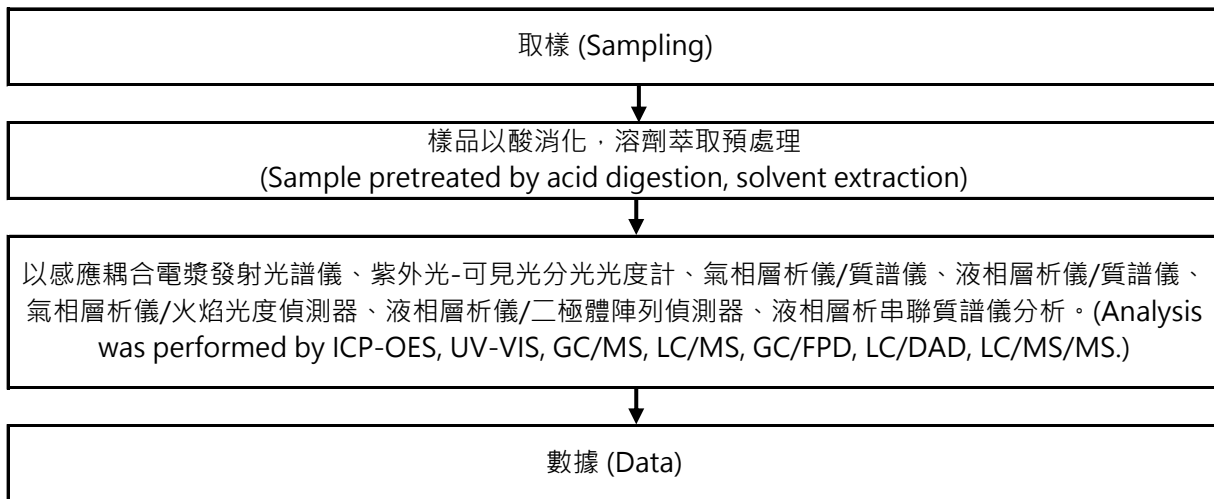 取樣 (Sampling)
樣品以酸消化，溶劑萃取預處理
(Sample pretreated by acid digestion, solvent extraction)
以感應耦合電漿發射光譜儀、紫外光-可見光分光光度計、氣相層析儀/質譜儀、液相層析儀/質譜儀、
氣相層析儀/火焰光度偵測器、液相層析儀/二極體陣列偵測器、液相層析串聯質譜儀分析。(Analysis
was performed by ICP-OES, UV-VIS, GC/MS, LC/MS, GC/FPD, LC/DAD, LC/MS/MS.)
數據 (Data)